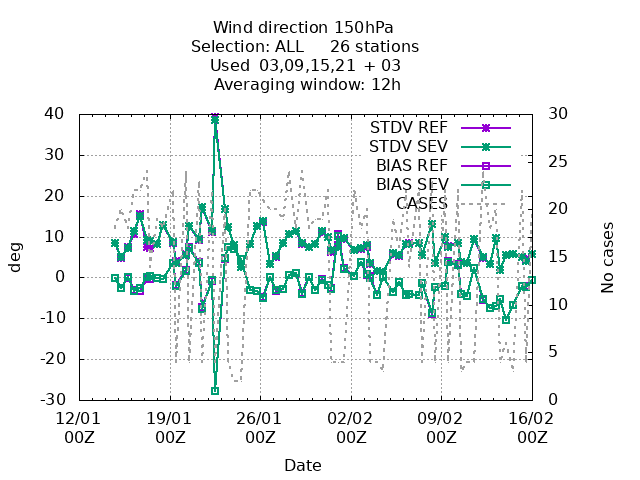 Wind direction 150hPa
Selection: ALL     26 stations
Used 03,09,15,21 + 03
Averaging window: 12h
STDV REF
STDV SEV
BIAS REF
BIAS SEV
CASES
deg
40
30
20
10
0
-10
-20
-30
No cases
30
25
20
15
10
5
0
12/01 00Z
19/01 00Z
26/01 00Z
02/02 00Z
09/02 00Z
16/02 00Z
Date